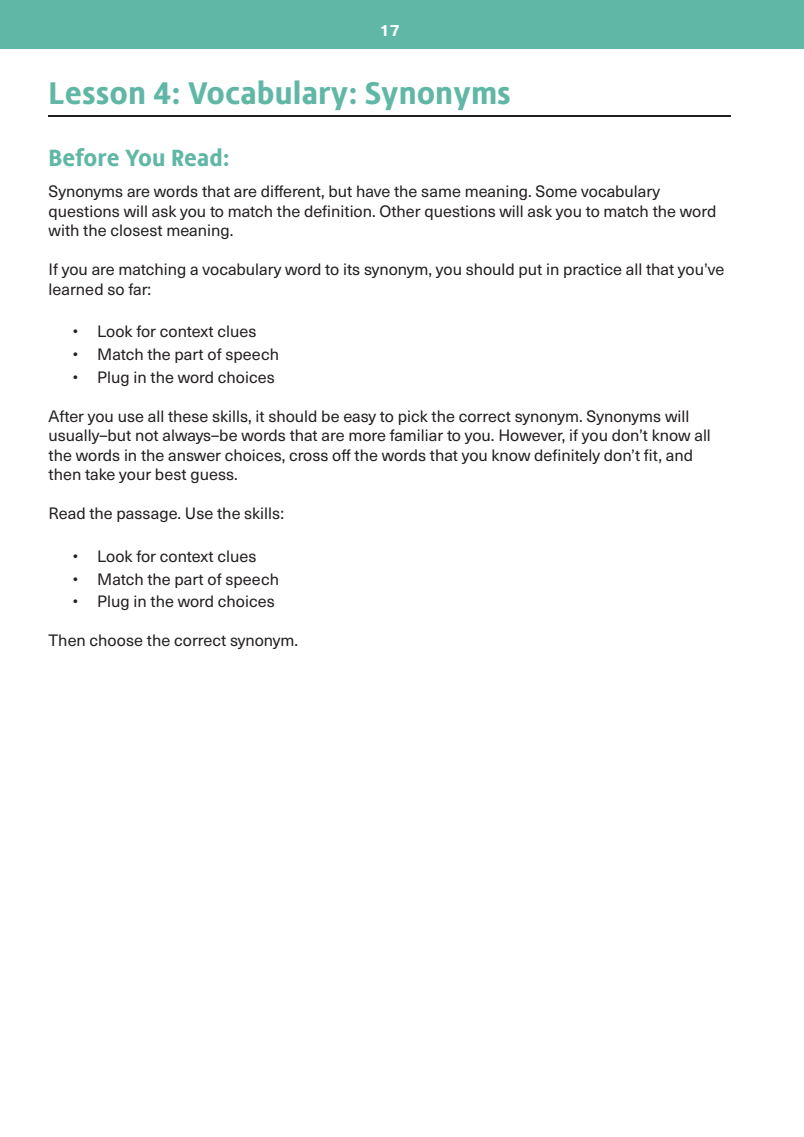 17
Lesson 4: Vocabulary: Synonyms
Before You Read:
Synonyms are words that are different, but have the same meaning. Some vocabulary
questions will ask you to match the definition. Other questions will ask you to match the word
with the closest meaning.
If you are matching a vocabulary word to its synonym, you should put in practice all that you’ve
learned so far:
• Look for context clues
• Match the part of speech
• Plug in the word choices
After you use all these skills, it should be easy to pick the correct synonym. Synonyms will
usually–but not always–be words that are more familiar to you. However, if you don’t know all
the words in the answer choices, cross off the words that you know definitely don’t fit, and
then take your best guess.
Read the passage. Use the skills:
• Look for context clues
• Match the part of speech
• Plug in the word choices
Then choose the correct synonym.